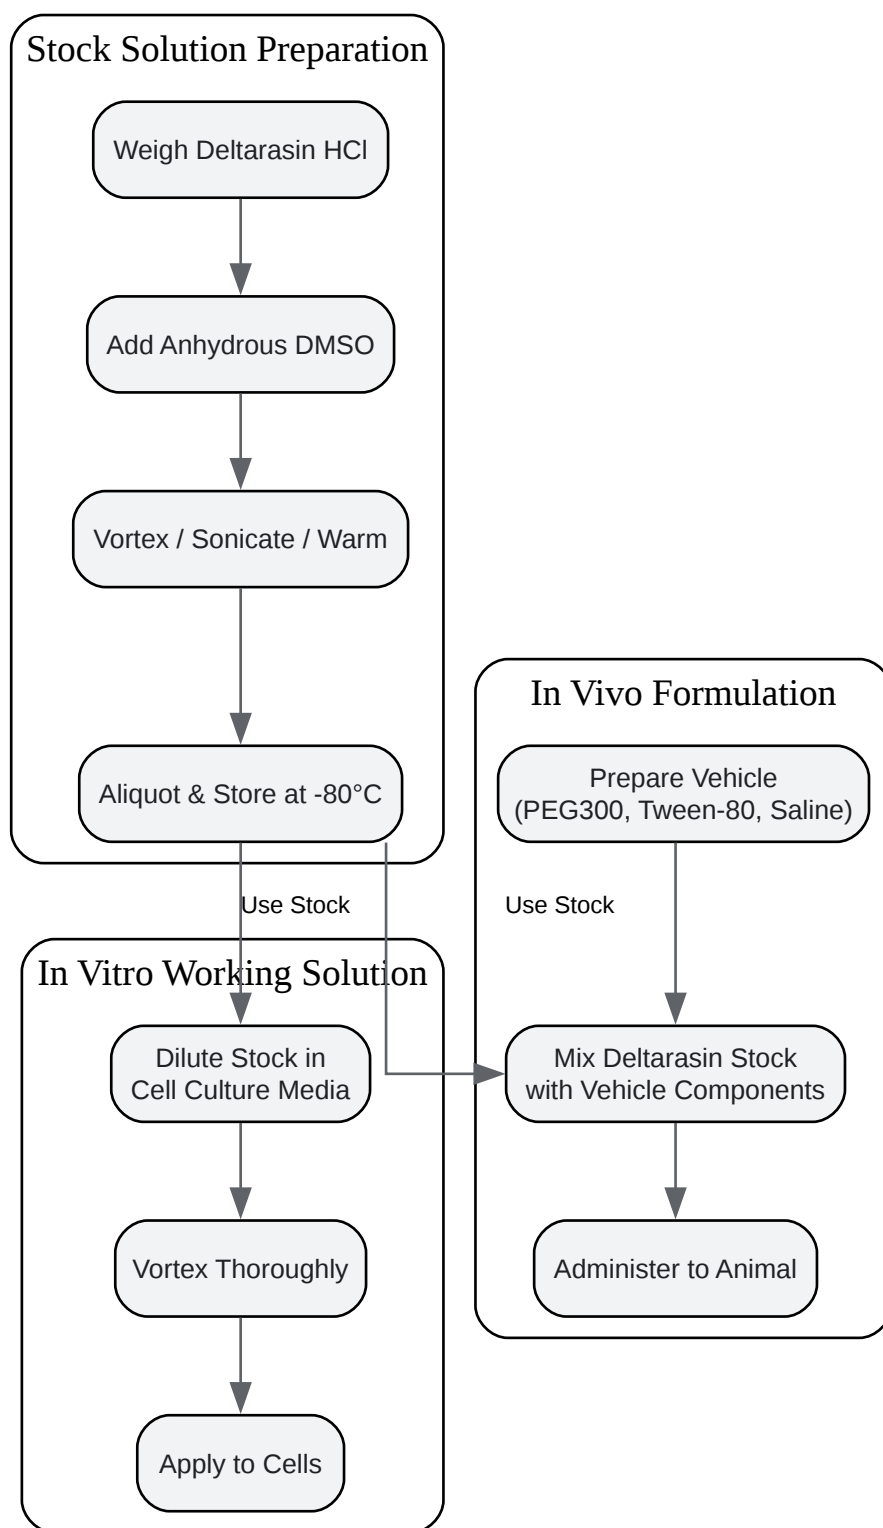 Stock Solution Preparation
Weigh Deltarasin HCl
Add Anhydrous DMSO
Vortex / Sonicate / Warm
Aliquot & Store at -80°C
Use Stock
In Vitro Working Solution
Dilute Stock in
Cell Culture Media
Vortex Thoroughly
Apply to Cells
In Vivo Formulation
Prepare Vehicle
(PEG300, Tween-80, Saline)
Use Stock
Mix Deltarasin Stock
with Vehicle Components
Administer to Animal